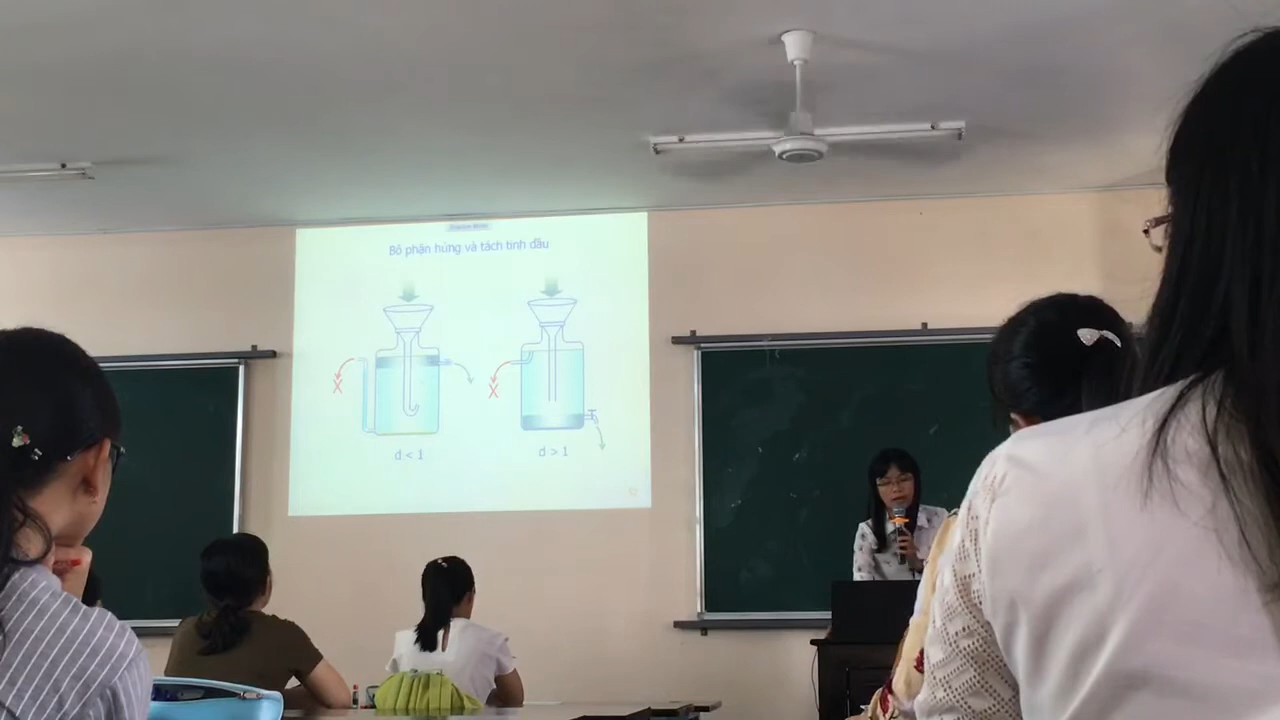 Bộ phận hứng và tách tinh dầu
X
X
d < 1
d > 1